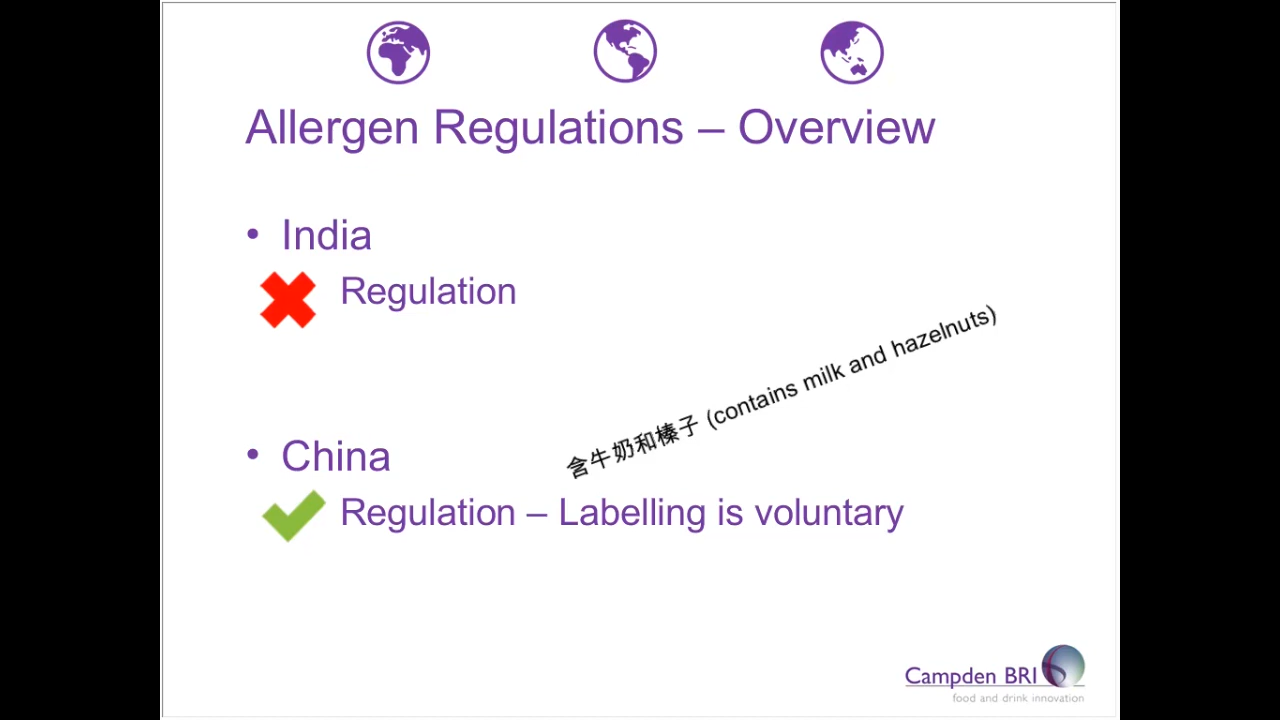 Allergen Regulations – Overview
• India
Regulation
含牛奶和榛子 (contains milk and hazelnuts)
• China
Regulation – Labelling is voluntary
Campden BRI
food and drink innovation